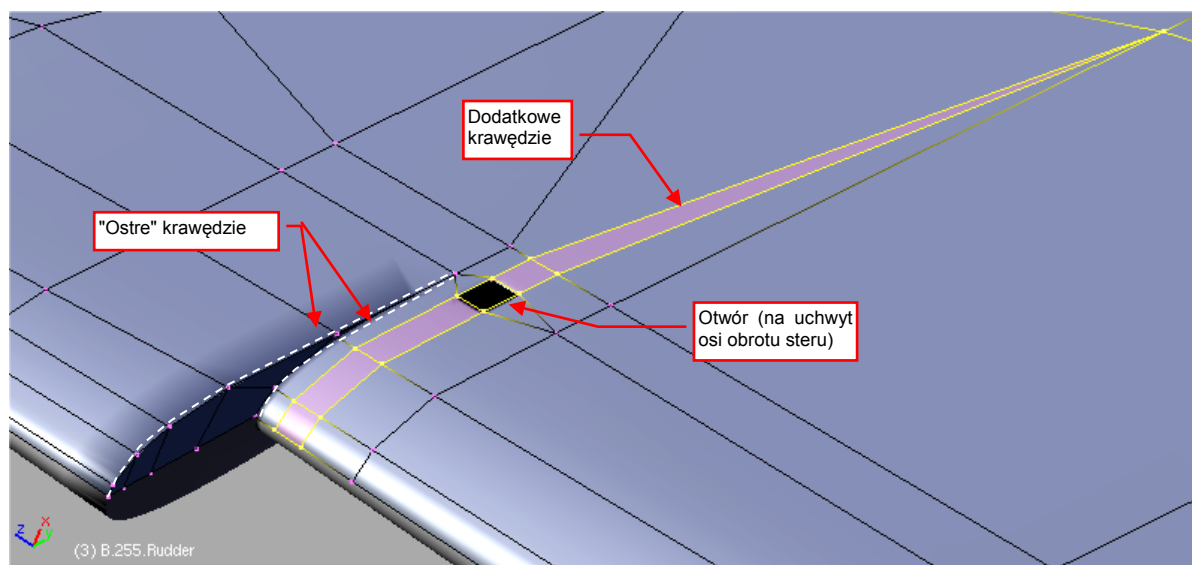 Dodatkowe
krawędzie
"Ostre" krawędzie
Otwór (na uchwyt
osi obrotu steru)
z x y
(3) B.255.Rudder